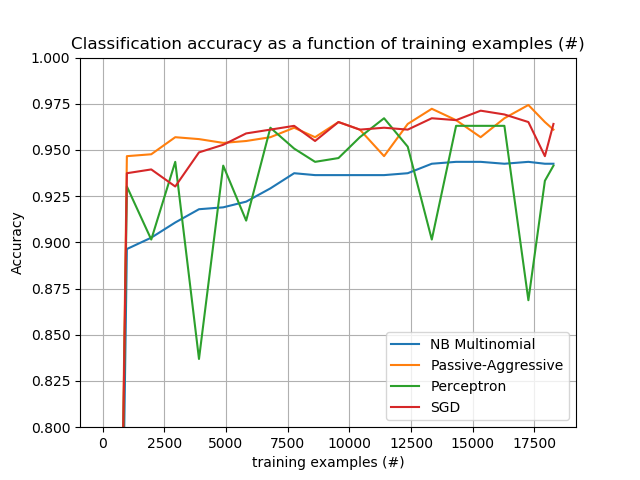 Classification accuracy as a function of training examples (#)
1.000
0.975
0.950
0.925
0.900
0.875
0.850
0.825
0.800
Accuracy
NB Multinomial
Passive-Aggressive
Perceptron
SGD
0 2500 5000 7500 10000 12500 15000 17500
training examples (#)